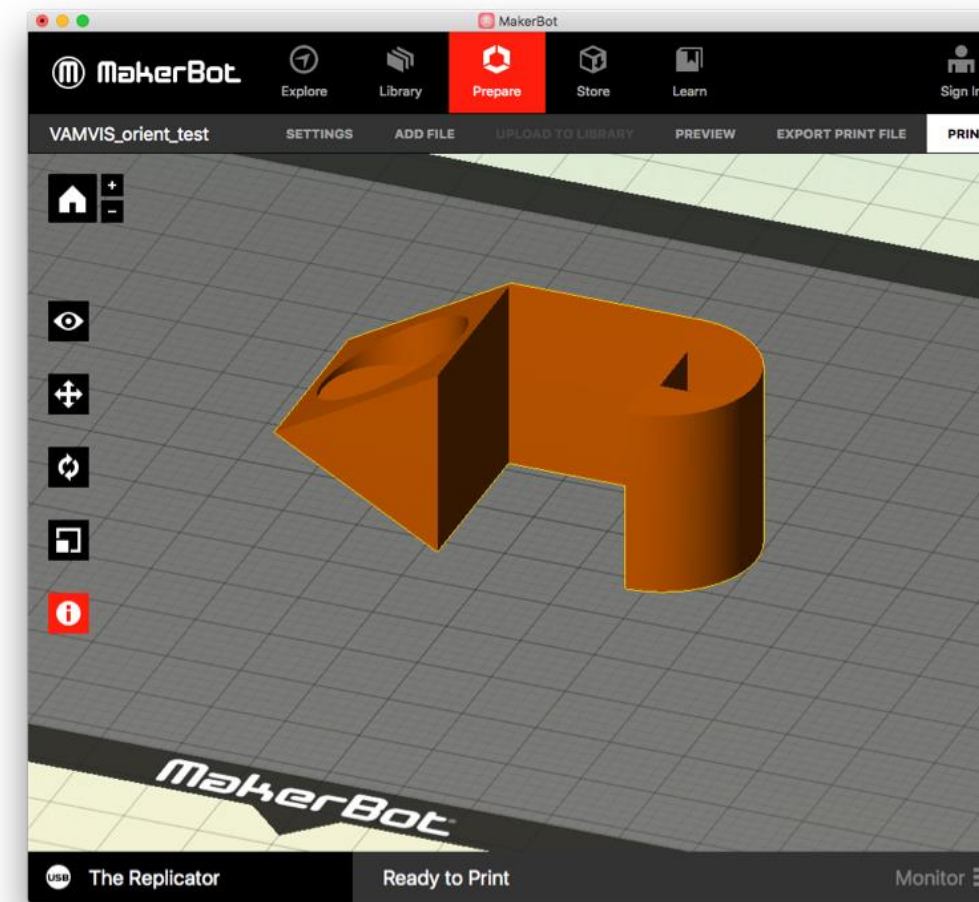 MakerBot
MakerBot
Explore
Library
Prepare
Store
Learn
Sign In
VAMVIS_orient_test
SETTINGS
ADD FILE
UPLOAD TO LIBRARY
PREVIEW
EXPORT PRINT FILE
PRIN
MakerBot
USB
The Replicator
Ready to Print
Monitor